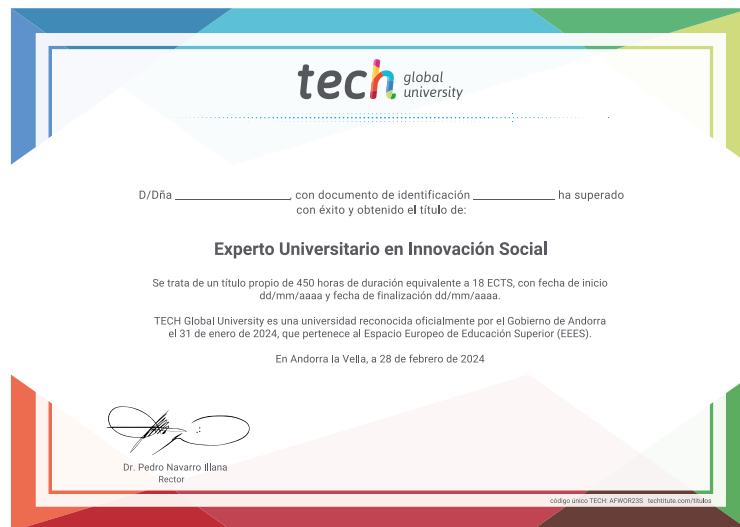 tech global university
D/Dña ______________________, con documento de identificación _______________ ha superado
con éxito y obtenido el título de:
Experto Universitario en Innovación Social
Se trata de un título propio de 450 horas de duración equivalente a 18 ECTS, con fecha de inicio
dd/mm/aaaa y fecha de finalización dd/mm/aaaa.
TECH Global University es una universidad reconocida oficialmente por el Gobierno de Andorra
el 31 de enero de 2024, que pertenece al Espacio Europeo de Educación Superior (EEES).
En Andorra la Vella, a 28 de febrero de 2024
Dr. Pedro Navarro Illana
Rector
código único TECH: AFWOR23S techtitute.com/titulos